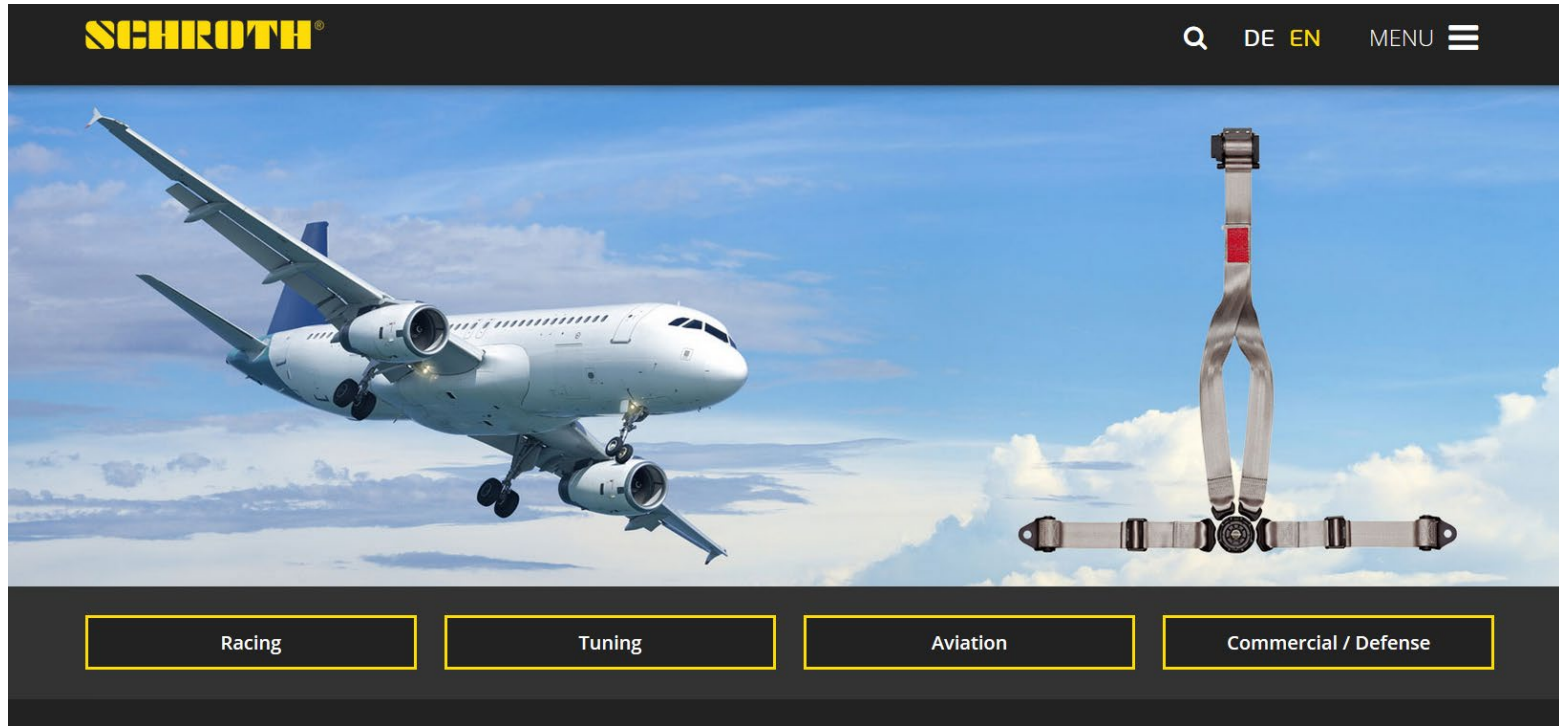 SCHROTH®
DE EN MENU
Racing
Tuning
Aviation
Commercial / Defense